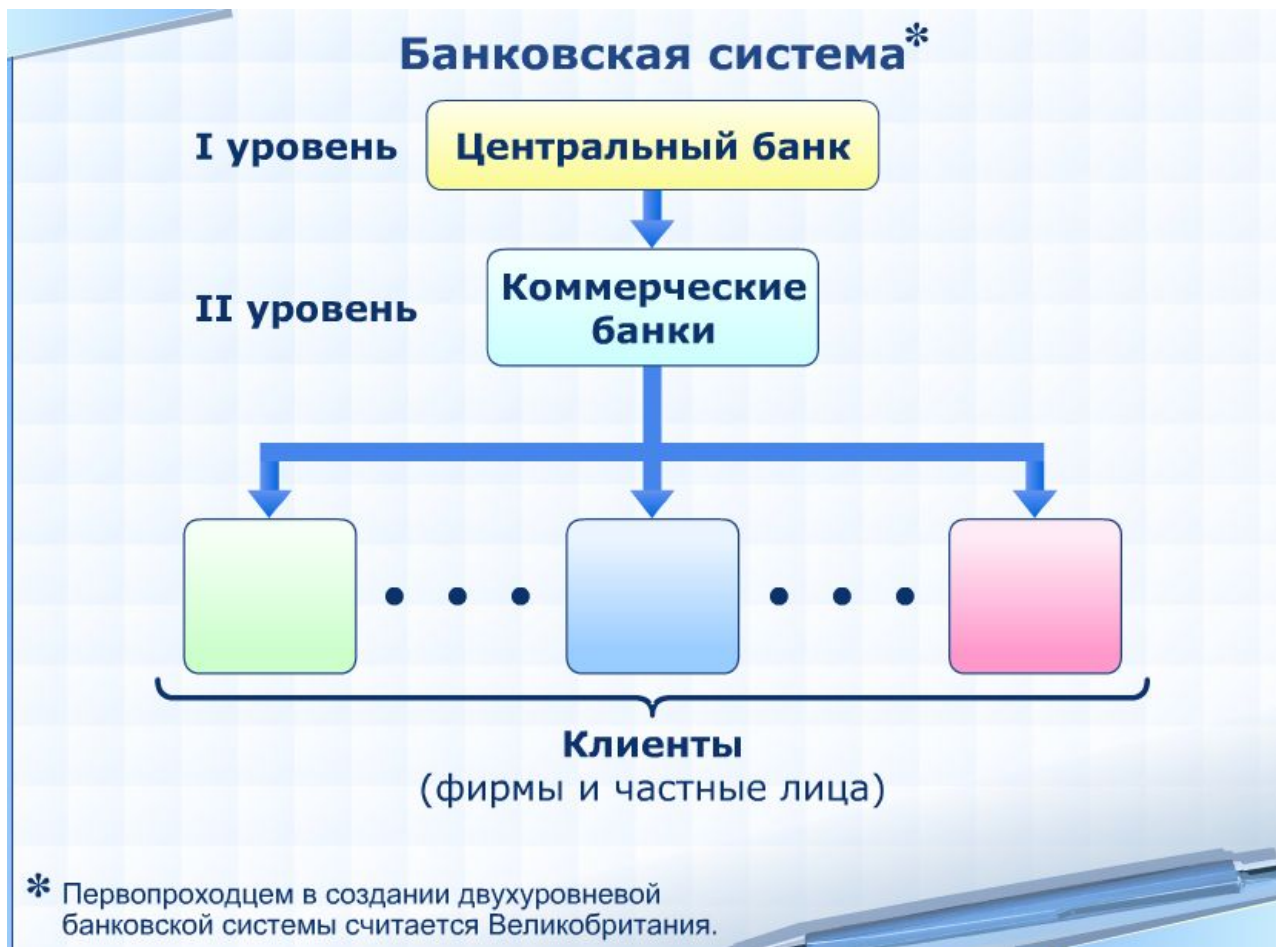 Банковская система*
I уровень
Центральный банк
II уровень
Коммерческие
банки
Клиенты
(фирмы и частные лица)
* Первопроходцем в создании двухуровневой
банковской системы считается Великобритания.